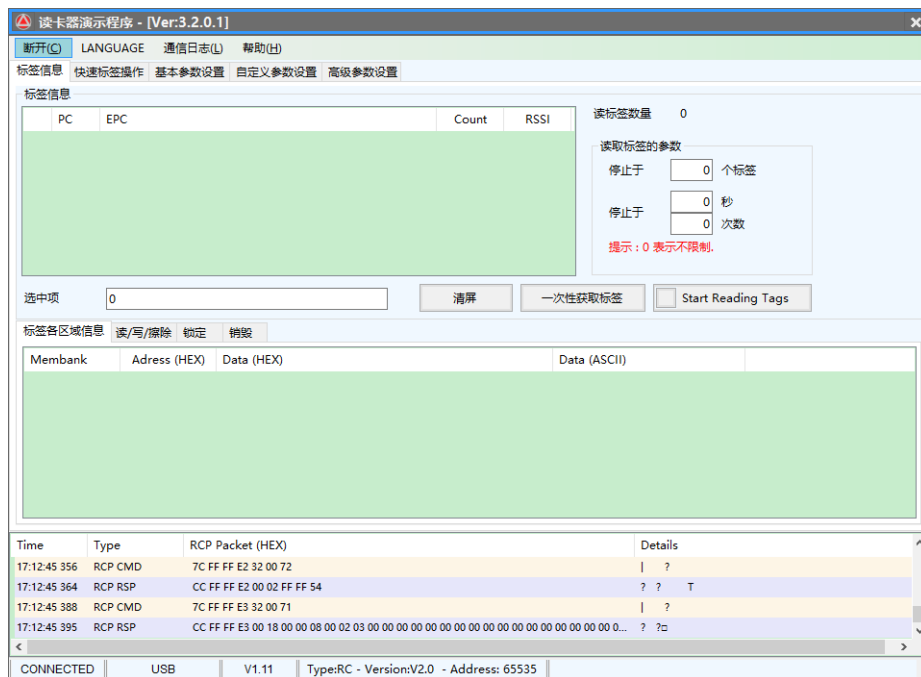 读卡器演示程序 - [Ver:3.2.0.1]
断开(C) LANGUAGE 通信日志(L) 帮助(H)
标签信息 快速标签操作 基本参数设置 自定义参数设置 高级参数设置
标签信息
PC EPC Count RSSI
读标签数量 0
读取标签的参数
停止于 0 个标签
0 秒
停止于
0 次数
提示：0 表示不限制.
选中项 0 清屏 一次性获取标签 Start Reading Tags
标签各区域信息 读/写/擦除 锁定 销毁
Membank Adress (HEX) Data (HEX) Data (ASCII)
Time Type RCP Packet (HEX) Details
17:12:45 356 RCP CMD 7C FF FF E2 32 00 72 | ?
17:12:45 364 RCP RSP CC FF FF E2 00 02 FF FF 54 ? ? T
17:12:45 388 RCP CMD 7C FF FF E3 32 00 71 | ?
17:12:45 395 RCP RSP CC FF FF E3 00 18 00 00 08 00 02 03 00 00 00 00 00 00 00 00 00 00 00 00 00 00 00 00 00 0... ? ?□
CONNECTED USB V1.11 Type:RC - Version:V2.0 - Address: 65535